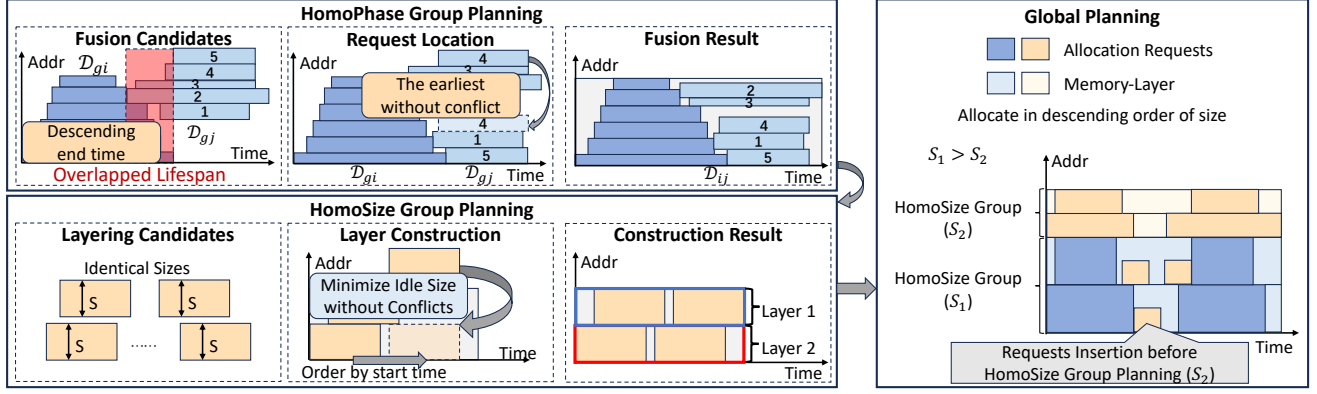 HomoPhase Group Planning
Fusion Candidates
Addr
𝒟gi
5
4
3
2
1
Descending
end time
𝒟gj
Time
Overlapped Lifespan
Request Location
Addr
4
3
The earliest
without conflict
4
1
5
𝒟gi
𝒟gj
Time
Fusion Result
Addr
2
3
4
1
5
𝒟ij
Time
HomoSize Group Planning
Layering Candidates
Identical Sizes
S
S
S
......
S
Layer Construction
Addr
Minimize Idle Size
without Conflicts
Time
Order by start time
Construction Result
Addr
Layer 1
Layer 2
Time
Global Planning
Allocation Requests
Memory-Layer
Allocate in descending order of size
S₁ > S₂
Addr
HomoSize Group
(S₂)
HomoSize Group
(S₁)
Time
Requests Insertion before
HomoSize Group Planning (S₂)